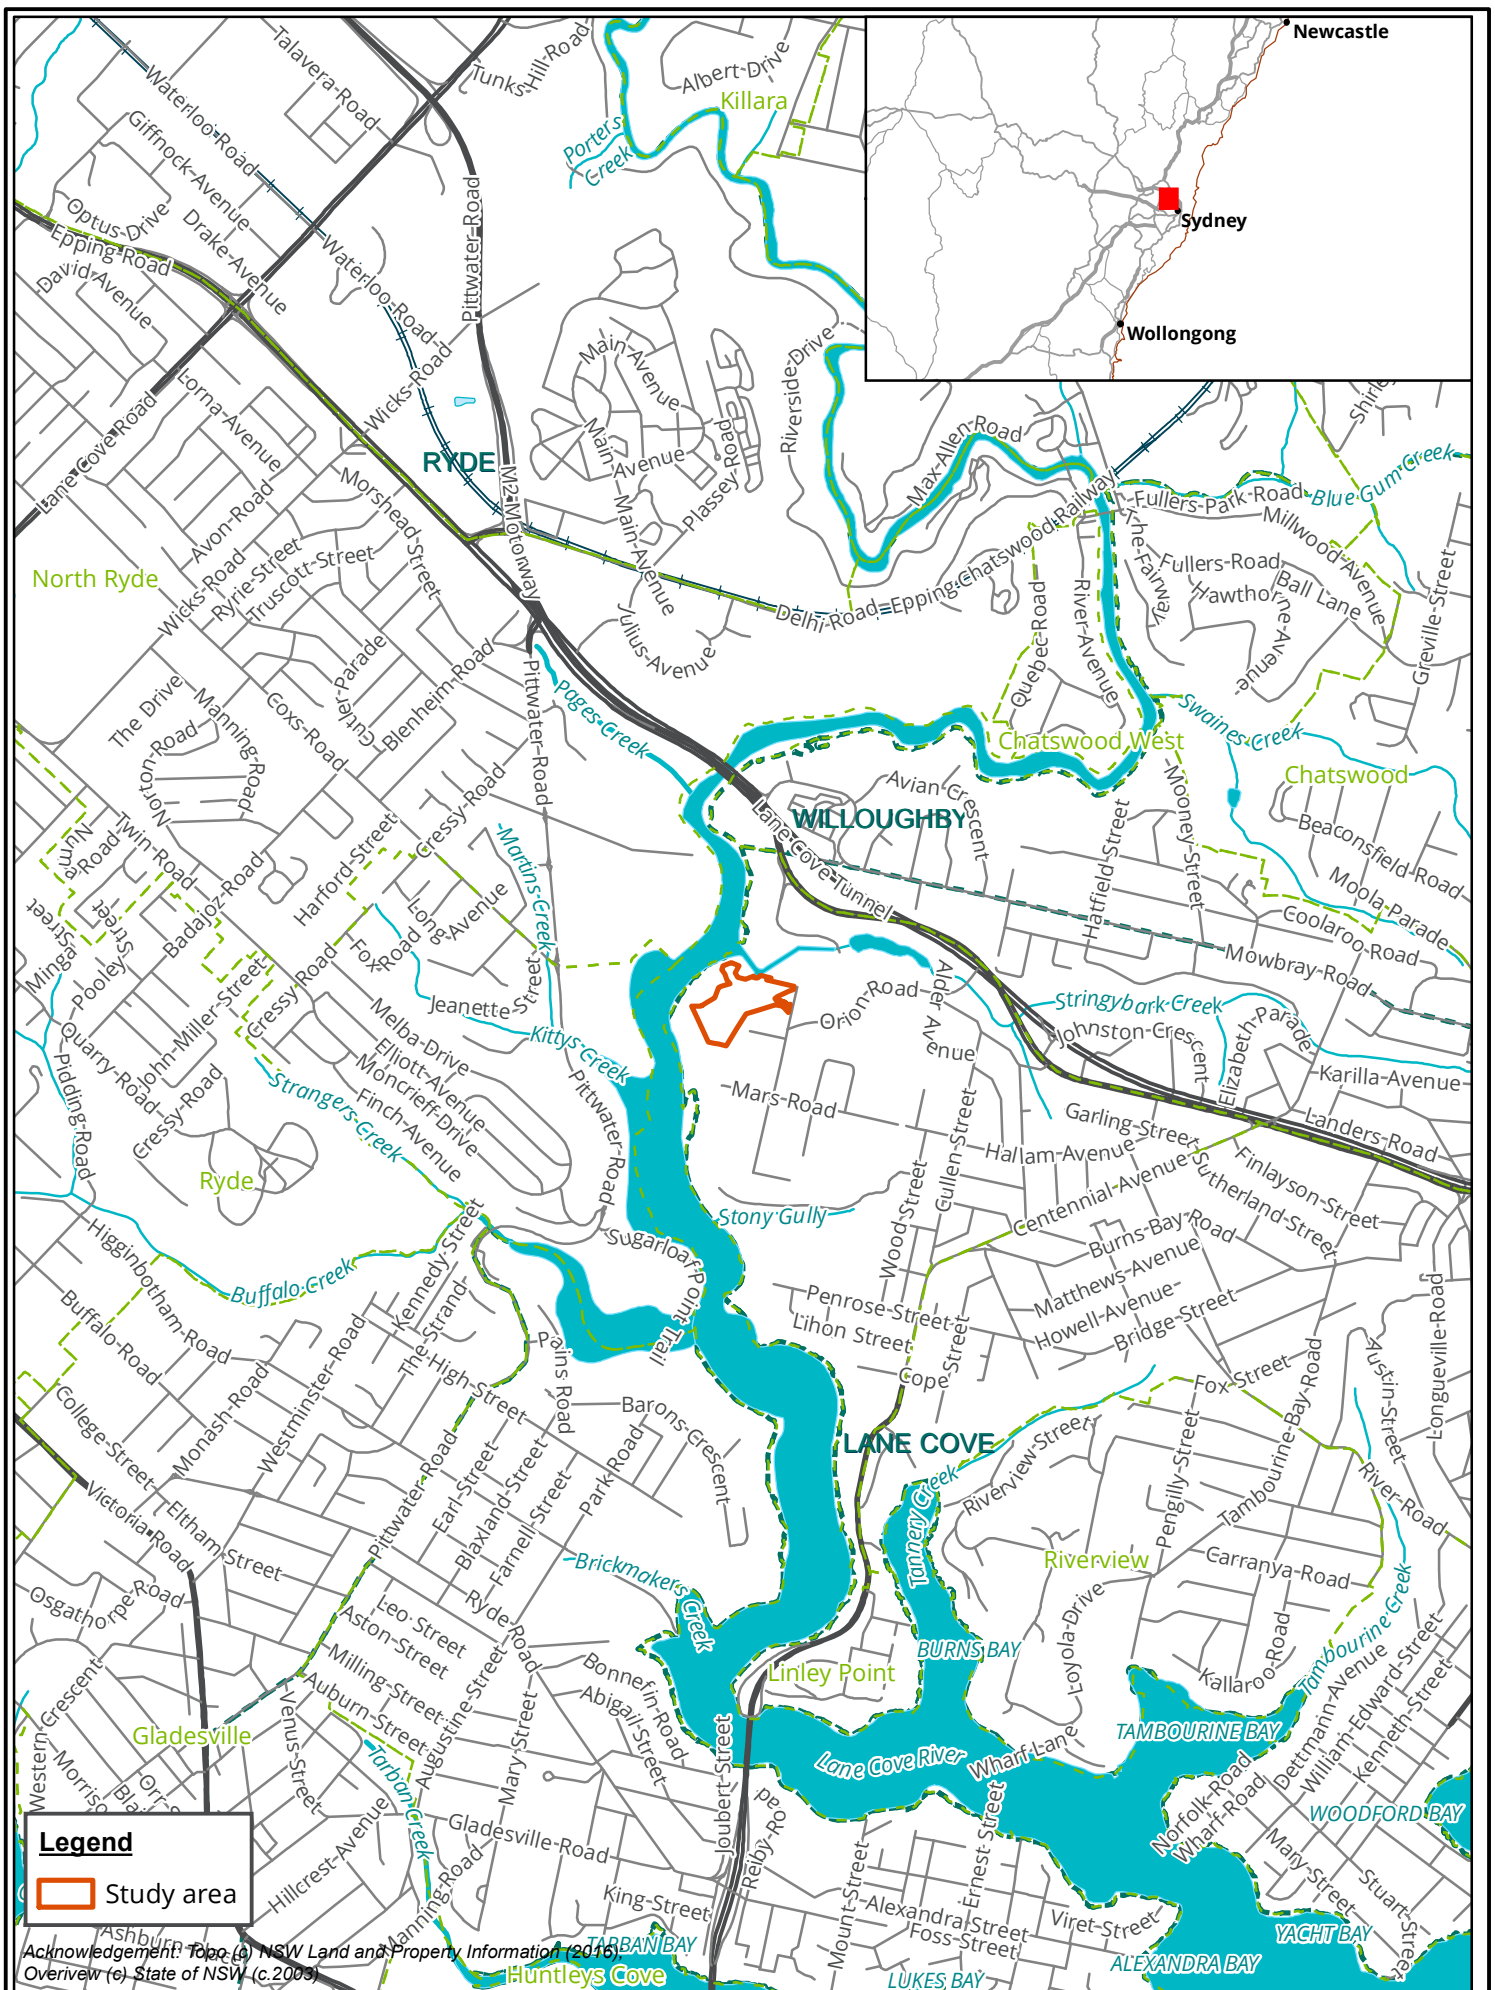 Newcastle
Sydney
Wollongong
Talavera Road
Tunks Hill Road
Albert Drive
Killara
Waterloo Road
Giffnock Avenue
Porters Creek
Optus Drive
Epping Road
Drake Avenue
David Avenue
Pittwater Road
Waterloo Road
Wicks Road
Main Avenue
Riverside Drive
Lorna Avenue
Lane Cove Road
Main Avenue
Plassey Road
Max Allen Road
RYDE
Morshead Street
M2 Motorway
Main Avenue
Blue Gum Creek
Fullers Park Road
Millwood Avenue
Avon Road
Ryrie Street
Truscott Street
Wicks Road
North Ryde
Epping Chatswood Railway
The Fairway
Fullers Road
Hawthorne Avenue
Ball Lane
Greville Street
Delhi Road
Julius Avenue
Quebec Road
River Avenue
The Drive
Manning Road
Norton Road
Coxs Road
Cutler Parade
Blenheim Road
Pittwater Road
Pages Creek
Swaines Creek
Chatswood West
Chatswood
Avian Crescent
WILLOUGHBY
Lane Cove Tunnel
Hatfield Street
Mooney Street
Beaconsfield Road
Moola Parade
Coolaroo Road
Mowbray Road
Twin Road
Badajoz Road
Harford Street
Cressy Road
Martins Creek
Long Avenue
Fox Road
Minga Street
Pooley Street
John Miller Street
Cressy Road
Jeanette Street
Kittys Creek
Orion Road
Alder Avenue
Stringybark Creek
Johnston Crescent
Elizabeth Parade
Karilla Avenue
Quarry Road
Pidding Road
Cressy Road
Melba Drive
Elliott Avenue
Moncrieff Drive
Finch Avenue
Strangers Creek
Pittwater Road
Mars Road
Cullen Street
Garling Street
Hallam Avenue
Landers Road
Finlayson Street
Sutherland Street
Centennial Avenue
Ryde
Stony Gully
Wood Street
Burns Bay Road
Matthews Avenue
Howell Avenue
Bridge Street
Higginbotham Road
Buffalo Creek
Kennedy Street
Sugarloaf Point Trail
Penrose Street
Lihon Street
Cope Street
Fox Street
Buffalo Road
The Strand
Pains Road
High Street
College Street
Monash Road
Westminster Road
Barons Crescent
Tambourine Bay Road
Austin Street
Longueville Road
LANE COVE
Riverview Street
Pengilly Street
River Road
Victoria Road
Eltham Street
Pittwater Road
Earl Street
Blaxland Street
Farnell Street
Park Road
Tannery Creek
Riverview
Carranya Road
Brickmakers Creek
Osgathorpe Road
Leo Street
Aston Street
Ryde Road
Milling Street
Auburn Street
Augustine Street
BURNS BAY
Loyola Drive
Kallaroo Road
Tambourine Creek
Linley Point
Bonnefin Road
Abigail Street
Mary Street
Venus Street
Gladesville
Western Crescent
Tarban Creek
Joubert Street
Lane Cove River
Wharf Lane
TAMBOURINE BAY
Dettmann Avenue
William Edward Street
Kenneth Street
WOODFORD BAY
Norfolk Road
Wharf Road
Mary Street
Stuart Street
Reiby Road
Gladesville Road
Hillcrest Avenue
Manning Road
King Street
Mount Street
Ernest Street
Alexandra Street
Foss Street
Viret Street
YACHT BAY
ALEXANDRA BAY
TARBAN BAY
LUKES BAY
Huntleys Cove
Legend
Study area
Acknowledgement: Topo (c) NSW Land and Property Information (2016);
Overivew (c) State of NSW (c.2003)